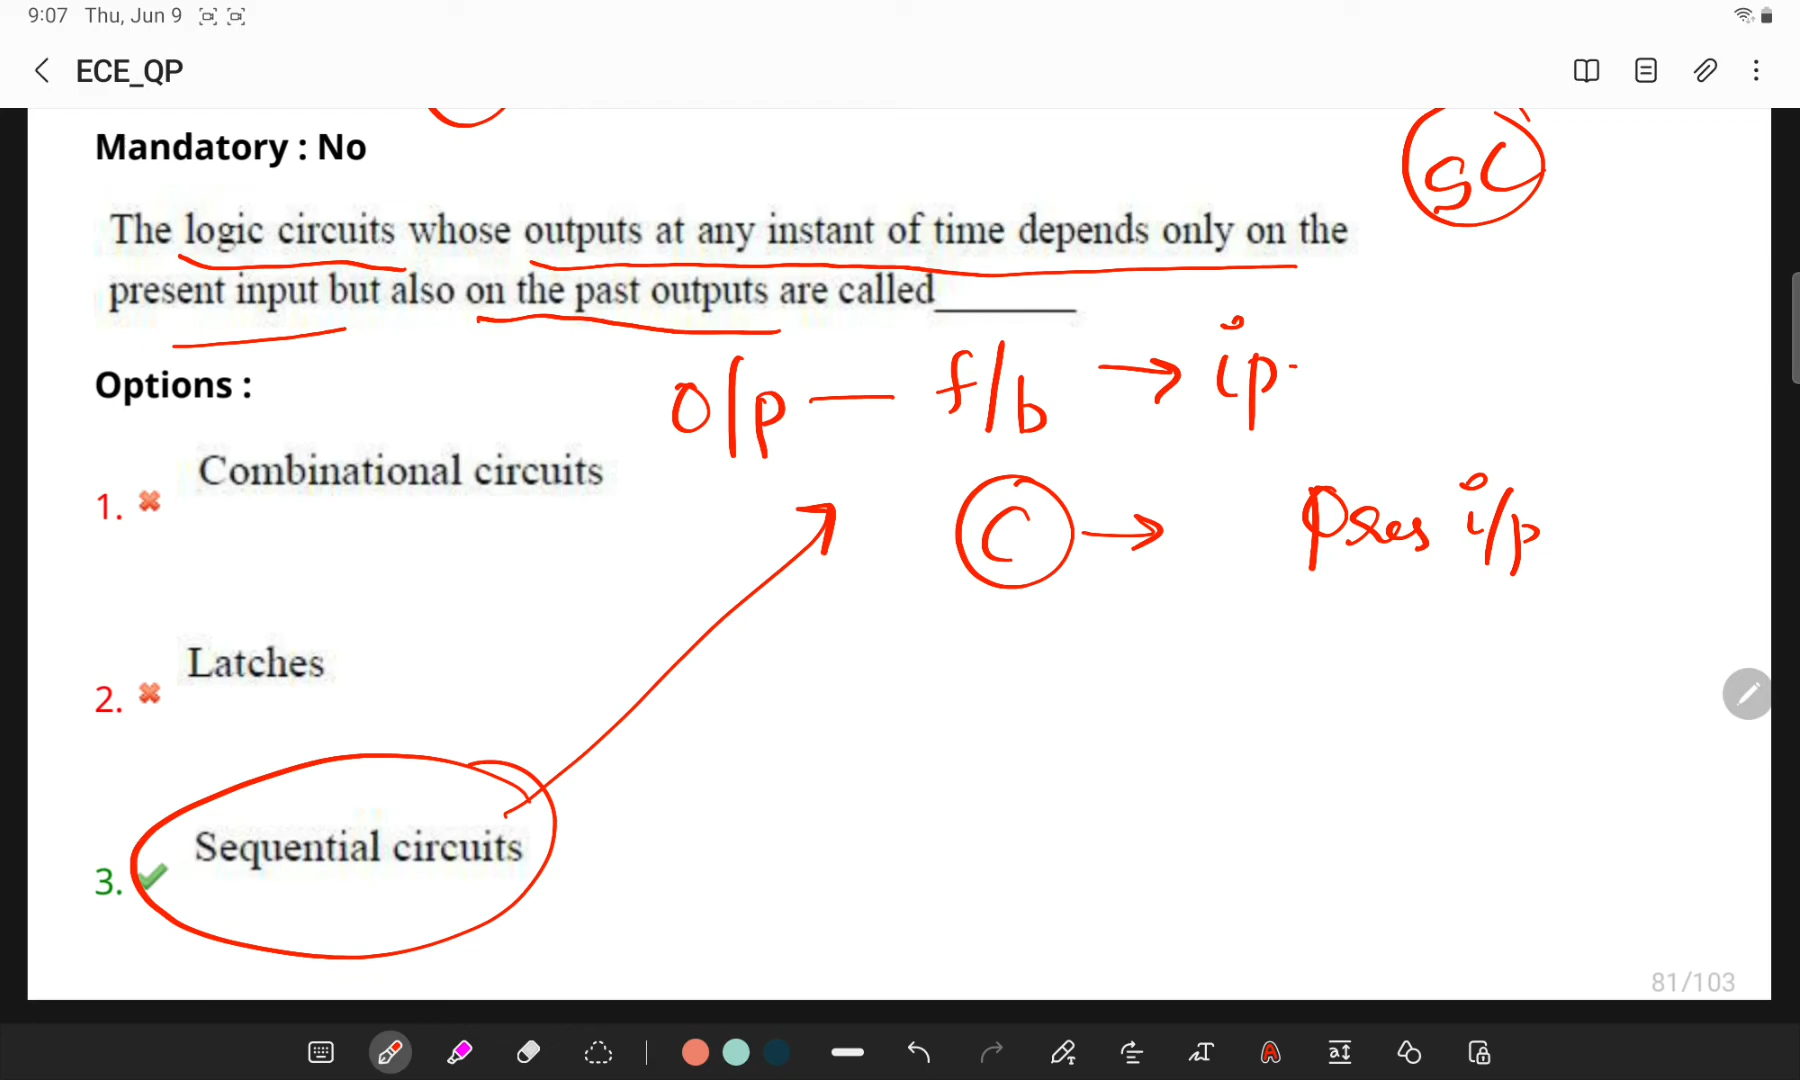 9:07 Thu, Jun 9
ECE_QP
Mandatory : No
SC
The logic circuits whose outputs at any instant of time depends only on the
present input but also on the past outputs are called______
Options :
o/p — f/b → ip
1. Combinational circuits
C → Pres i/p
2. Latches
3. Sequential circuits
81/103